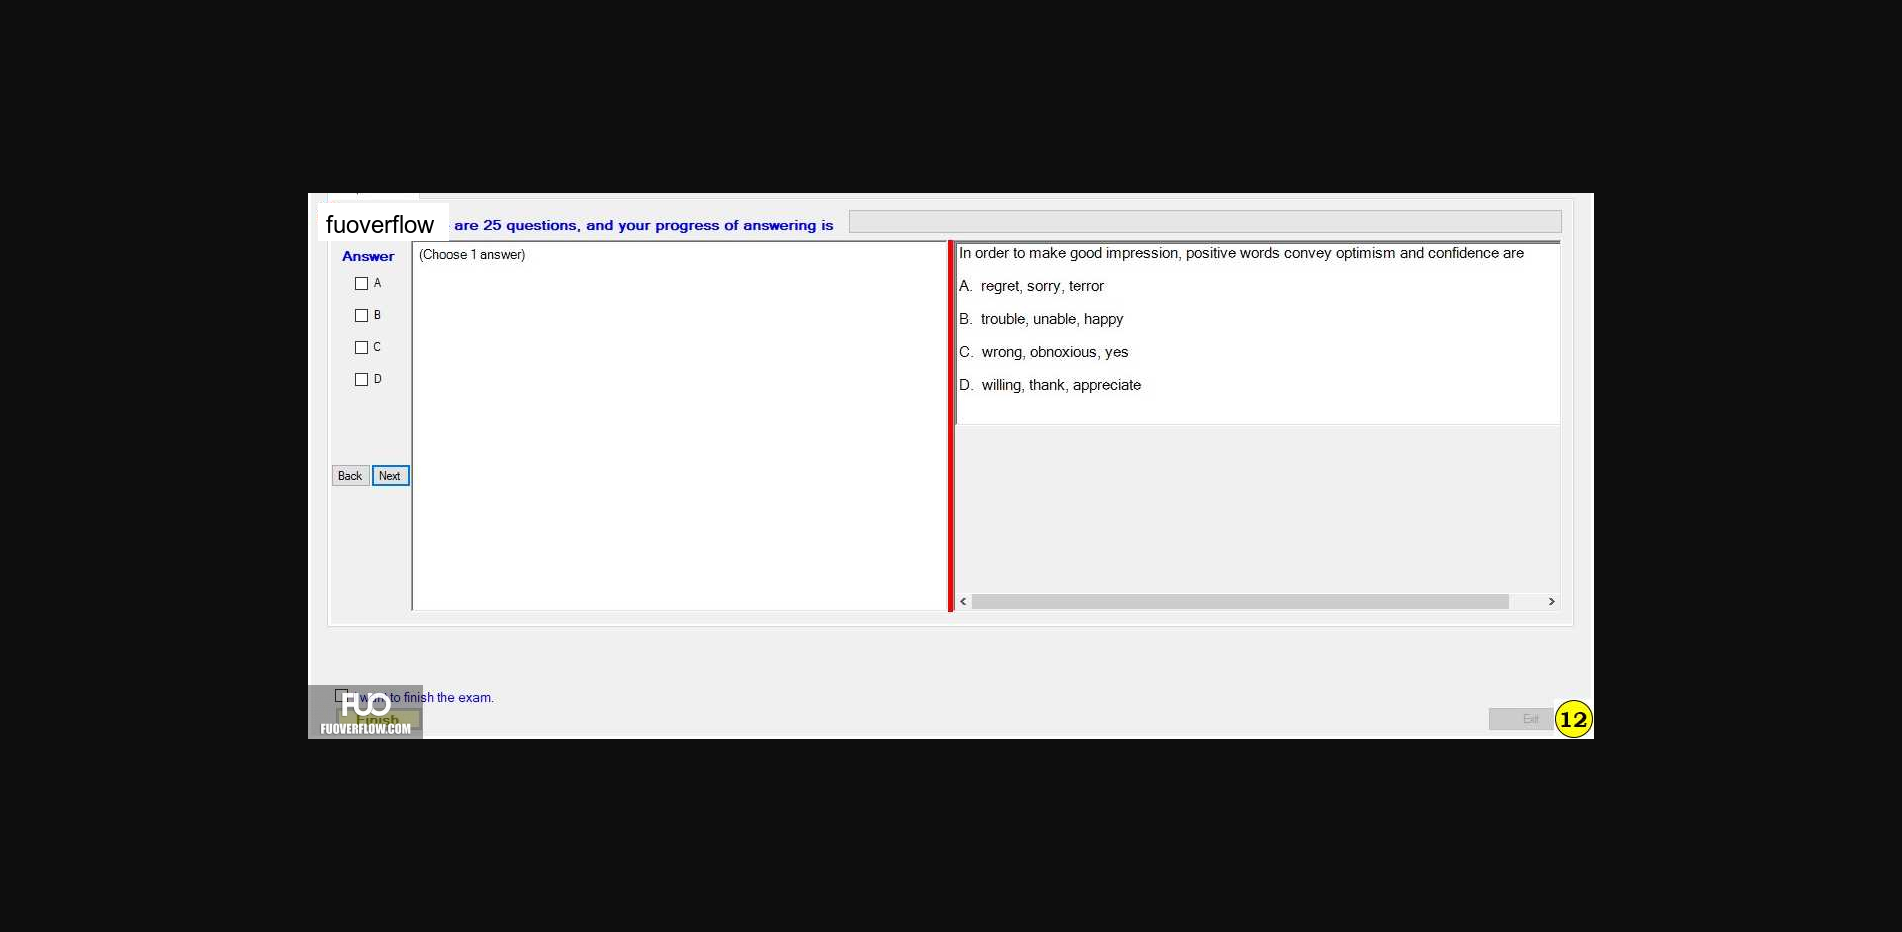 fuoverflow
are 25 questions, and your progress of answering is
Answer
A
B
C
D
Back Next
(Choose 1 answer)
In order to make good impression, positive words convey optimism and confidence are
A. regret, sorry, terror
B. trouble, unable, happy
C. wrong, obnoxious, yes
D. willing, thank, appreciate
want to finish the exam.
Finish
FUO
FUOVERFLOW.COM
Exit
12